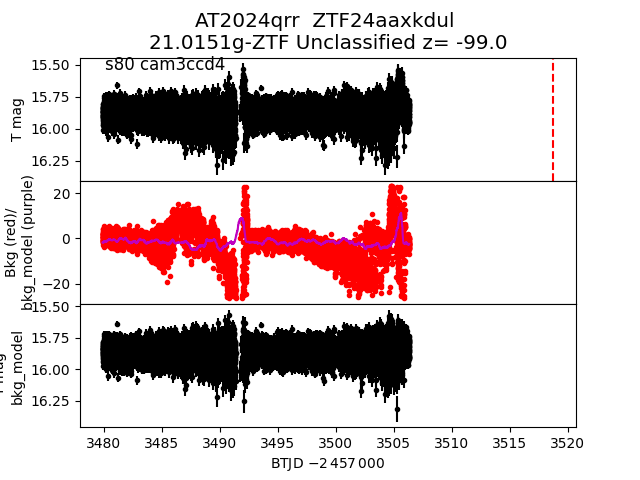 AT2024qrr  ZTF24aaxkdul
21.0151g-ZTF Unclassified z= -99.0
s80 cam3ccd4
15.50
15.75
16.00
16.25
T mag
20
0
−20
Bkg (red)/
bkg_model (purple)
15.50
15.75
16.00
16.25
mag
bkg_model
3480 3485 3490 3495 3500 3505 3510 3515 3520
BTJD −2 457 000